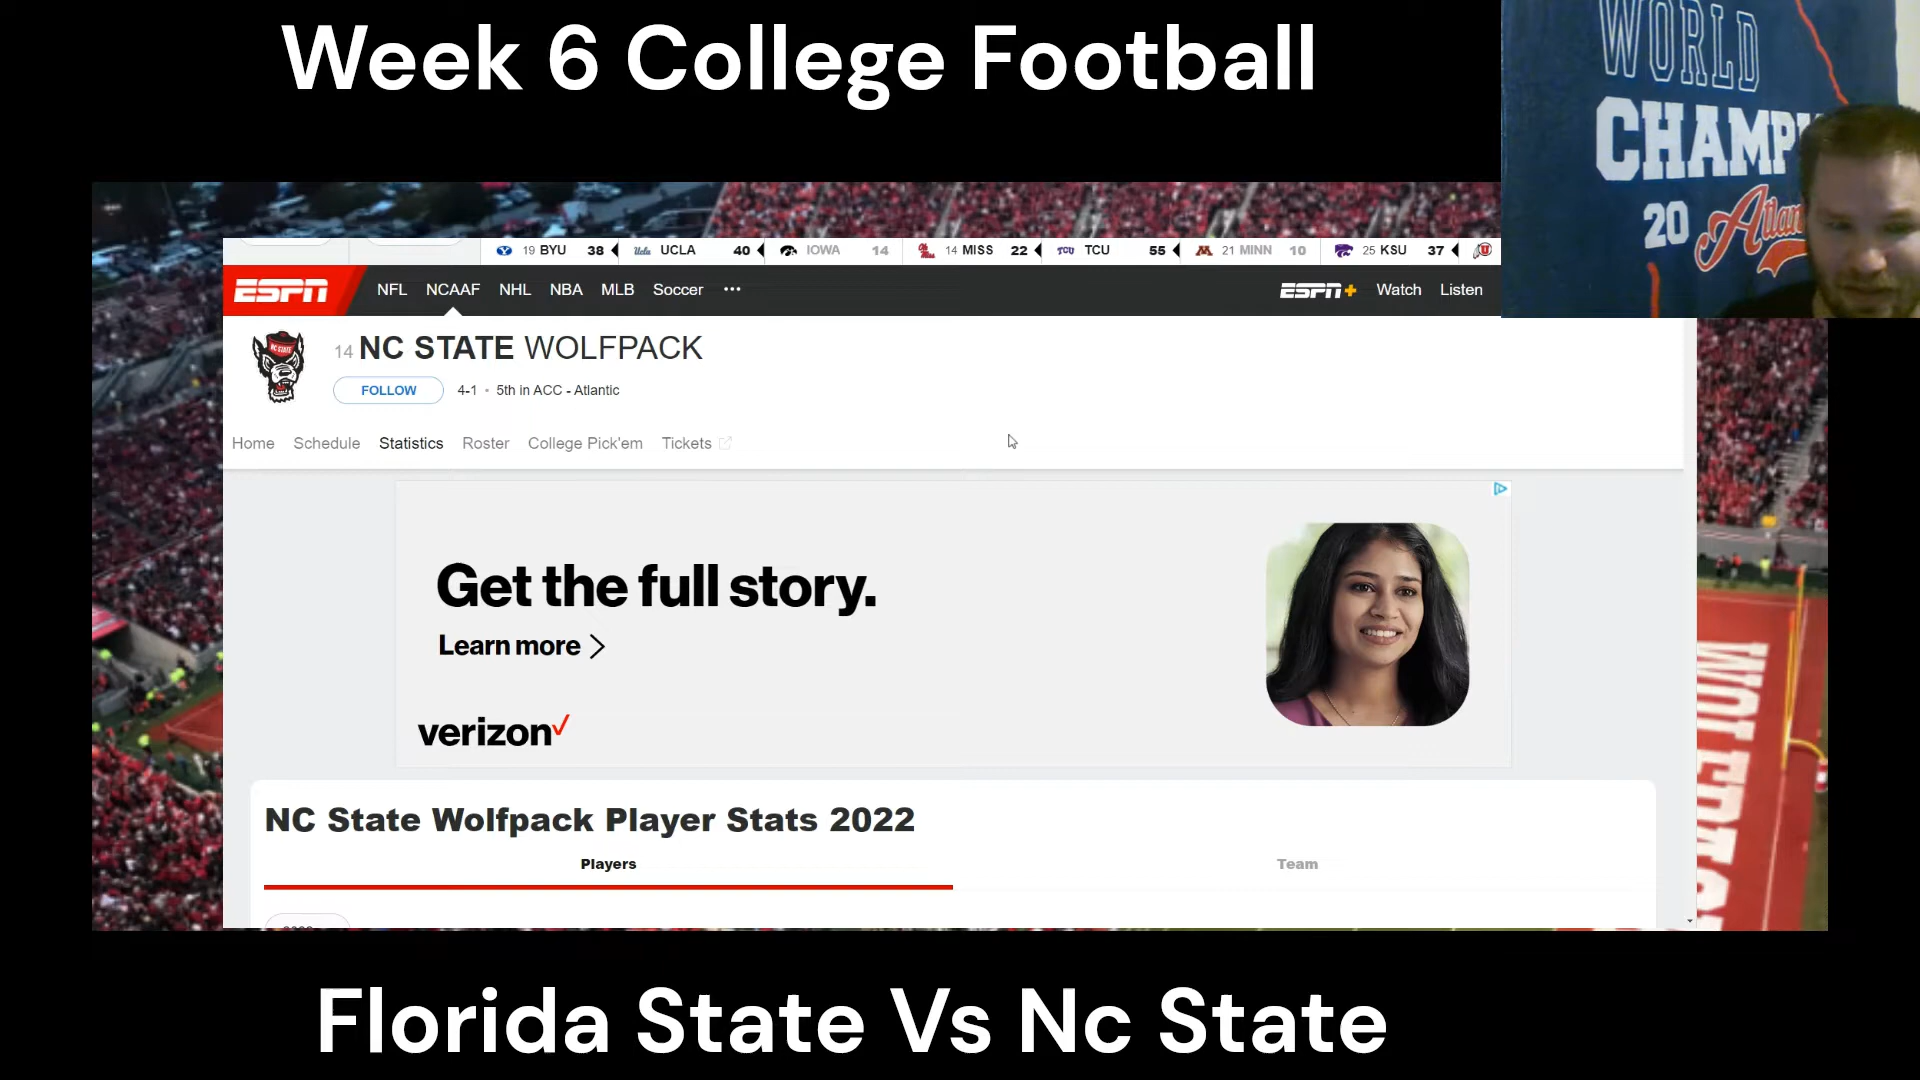 Week 6 College Football
WORLD
CHAMP
20
19 BYU 38 UCLA 40 IOWA 14 14 MISS 22 TCU TCU 55 21 MINN 10 25 KSU 37
ESPN NFL NCAAF NHL NBA MLB Soccer ••• ESPN+ Watch Listen
14 NC STATE WOLFPACK
NC STATE
FOLLOW 4-1 • 5th in ACC - Atlantic
Home Schedule Statistics Roster College Pick'em Tickets
Get the full story.
Learn more >
verizon
NC State Wolfpack Player Stats 2022
Players Team
Florida State Vs Nc State